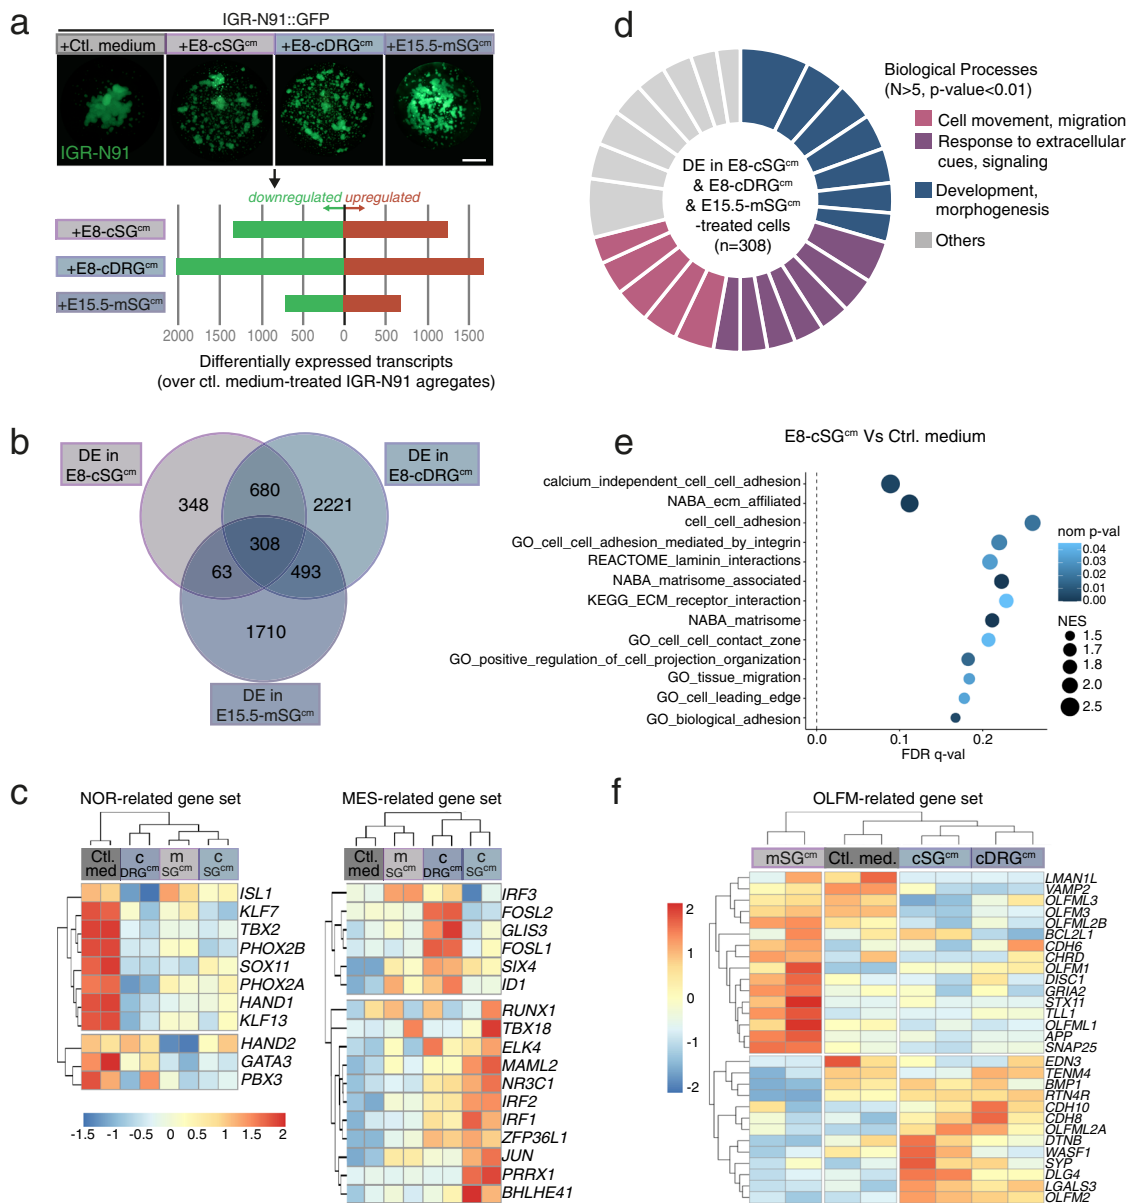 a
IGR-N91::GFP
+Ctl. medium
+E8-cSGcm
+E8-cDRGcm
+E15.5-mSGcm
IGR-N91
downregulated
upregulated
+E8-cSGcm
+E8-cDRGcm
+E15.5-mSGcm
2000 1500 1000 500 0 500 1000 1500
Differentially expressed transcripts
(over ctl. medium-treated IGR-N91 agregates)
d
Biological Processes
(N>5, p-value<0.01)
Cell movement, migration
Response to extracellular
cues, signaling
Development,
morphogenesis
Others
DE in E8-cSGcm
& E8-cDRGcm
& E15.5-mSGcm
-treated cells
(n=308)
b
DE in
E8-cSGcm
DE in
E8-cDRGcm
348
680
2221
308
63
493
1710
DE in
E15.5-mSGcm
e
E8-cSGcm Vs Ctrl. medium
calcium_independent_cell_cell_adhesion
NABA_ecm_affiliated
cell_cell_adhesion
GO_cell_cell_adhesion_mediated_by_integrin
REACTOME_laminin_interactions
NABA_matrisome_associated
KEGG_ECM_receptor_interaction
NABA_matrisome
GO_cell_cell_contact_zone
GO_positive_regulation_of_cell_projection_organization
GO_tissue_migration
GO_cell_leading_edge
GO_biological_adhesion
0.0 0.1 0.2
FDR q-val
nom p-val
0.04
0.03
0.02
0.01
0.00
NES
1.5
1.7
1.8
2.0
2.5
c
NOR-related gene set
Ctl. med
c DRGcm
m SGcm
c SGcm
ISL1
KLF7
TBX2
PHOX2B
SOX11
PHOX2A
HAND1
KLF13
HAND2
GATA3
PBX3
-1.5 -1 0 1 2
MES-related gene set
Ctl. med
m SGcm
c DRGcm
c SGcm
IRF3
FOSL2
GLIS3
FOSL1
SIX4
ID1
RUNX1
TBX18
ELK4
MAML2
NR3C1
IRF2
IRF1
ZFP36L1
JUN
PRRX1
BHLHE41
f
OLFM-related gene set
mSGcm
Ctl. med.
cSGcm
cDRGcm
2
1
0
-1
-2
LMAN1L
VAMP2
OLFML3
OLFM3
OLFML2B
BCL2L1
CDH6
CHRD
OLFM1
DISC1
GRIA2
STX11
TLL1
OLFML1
APP
SNAP25
EDN3
TENM4
BMP1
RTN4R
CDH10
CDH8
OLFML2A
DTNB
WASF1
SYP
DLG4
LGALS3
OLFM2